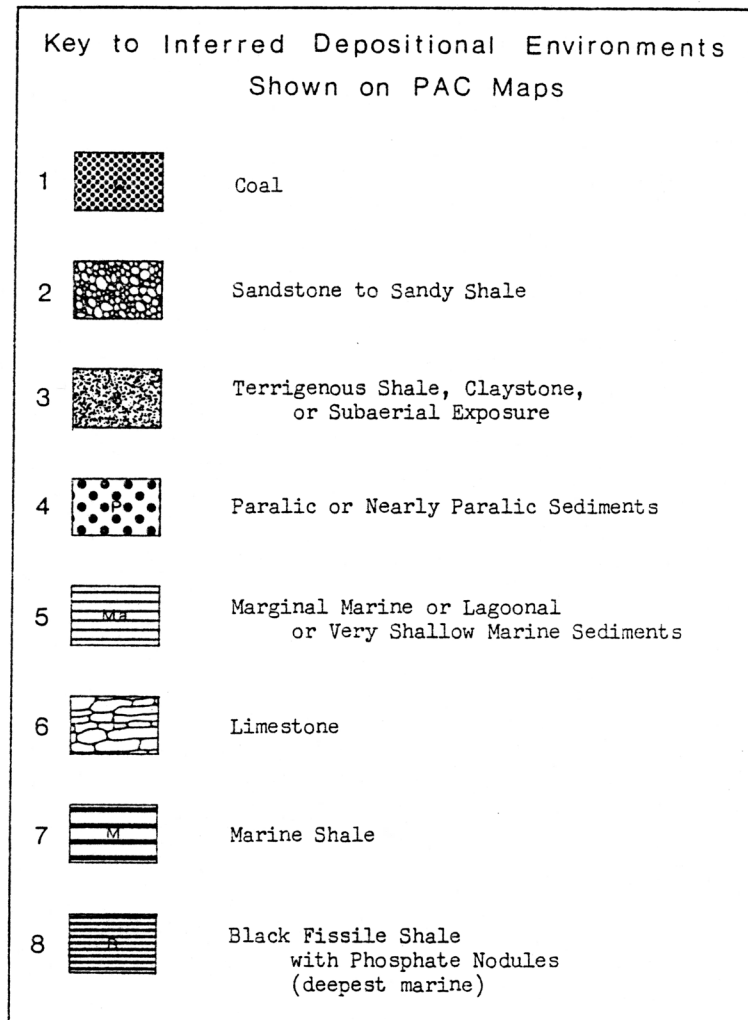 Key to Inferred Depositional Environments
Shown on PAC Maps
1 Coal
2 Sandstone to Sandy Shale
3 Terrigenous Shale, Claystone,
or Subaerial Exposure
4 P Paralic or Nearly Paralic Sediments
5 Ma Marginal Marine or Lagoonal
or Very Shallow Marine Sediments
6 Limestone
7 M Marine Shale
8 Black Fissile Shale
with Phosphate Nodules
(deepest marine)